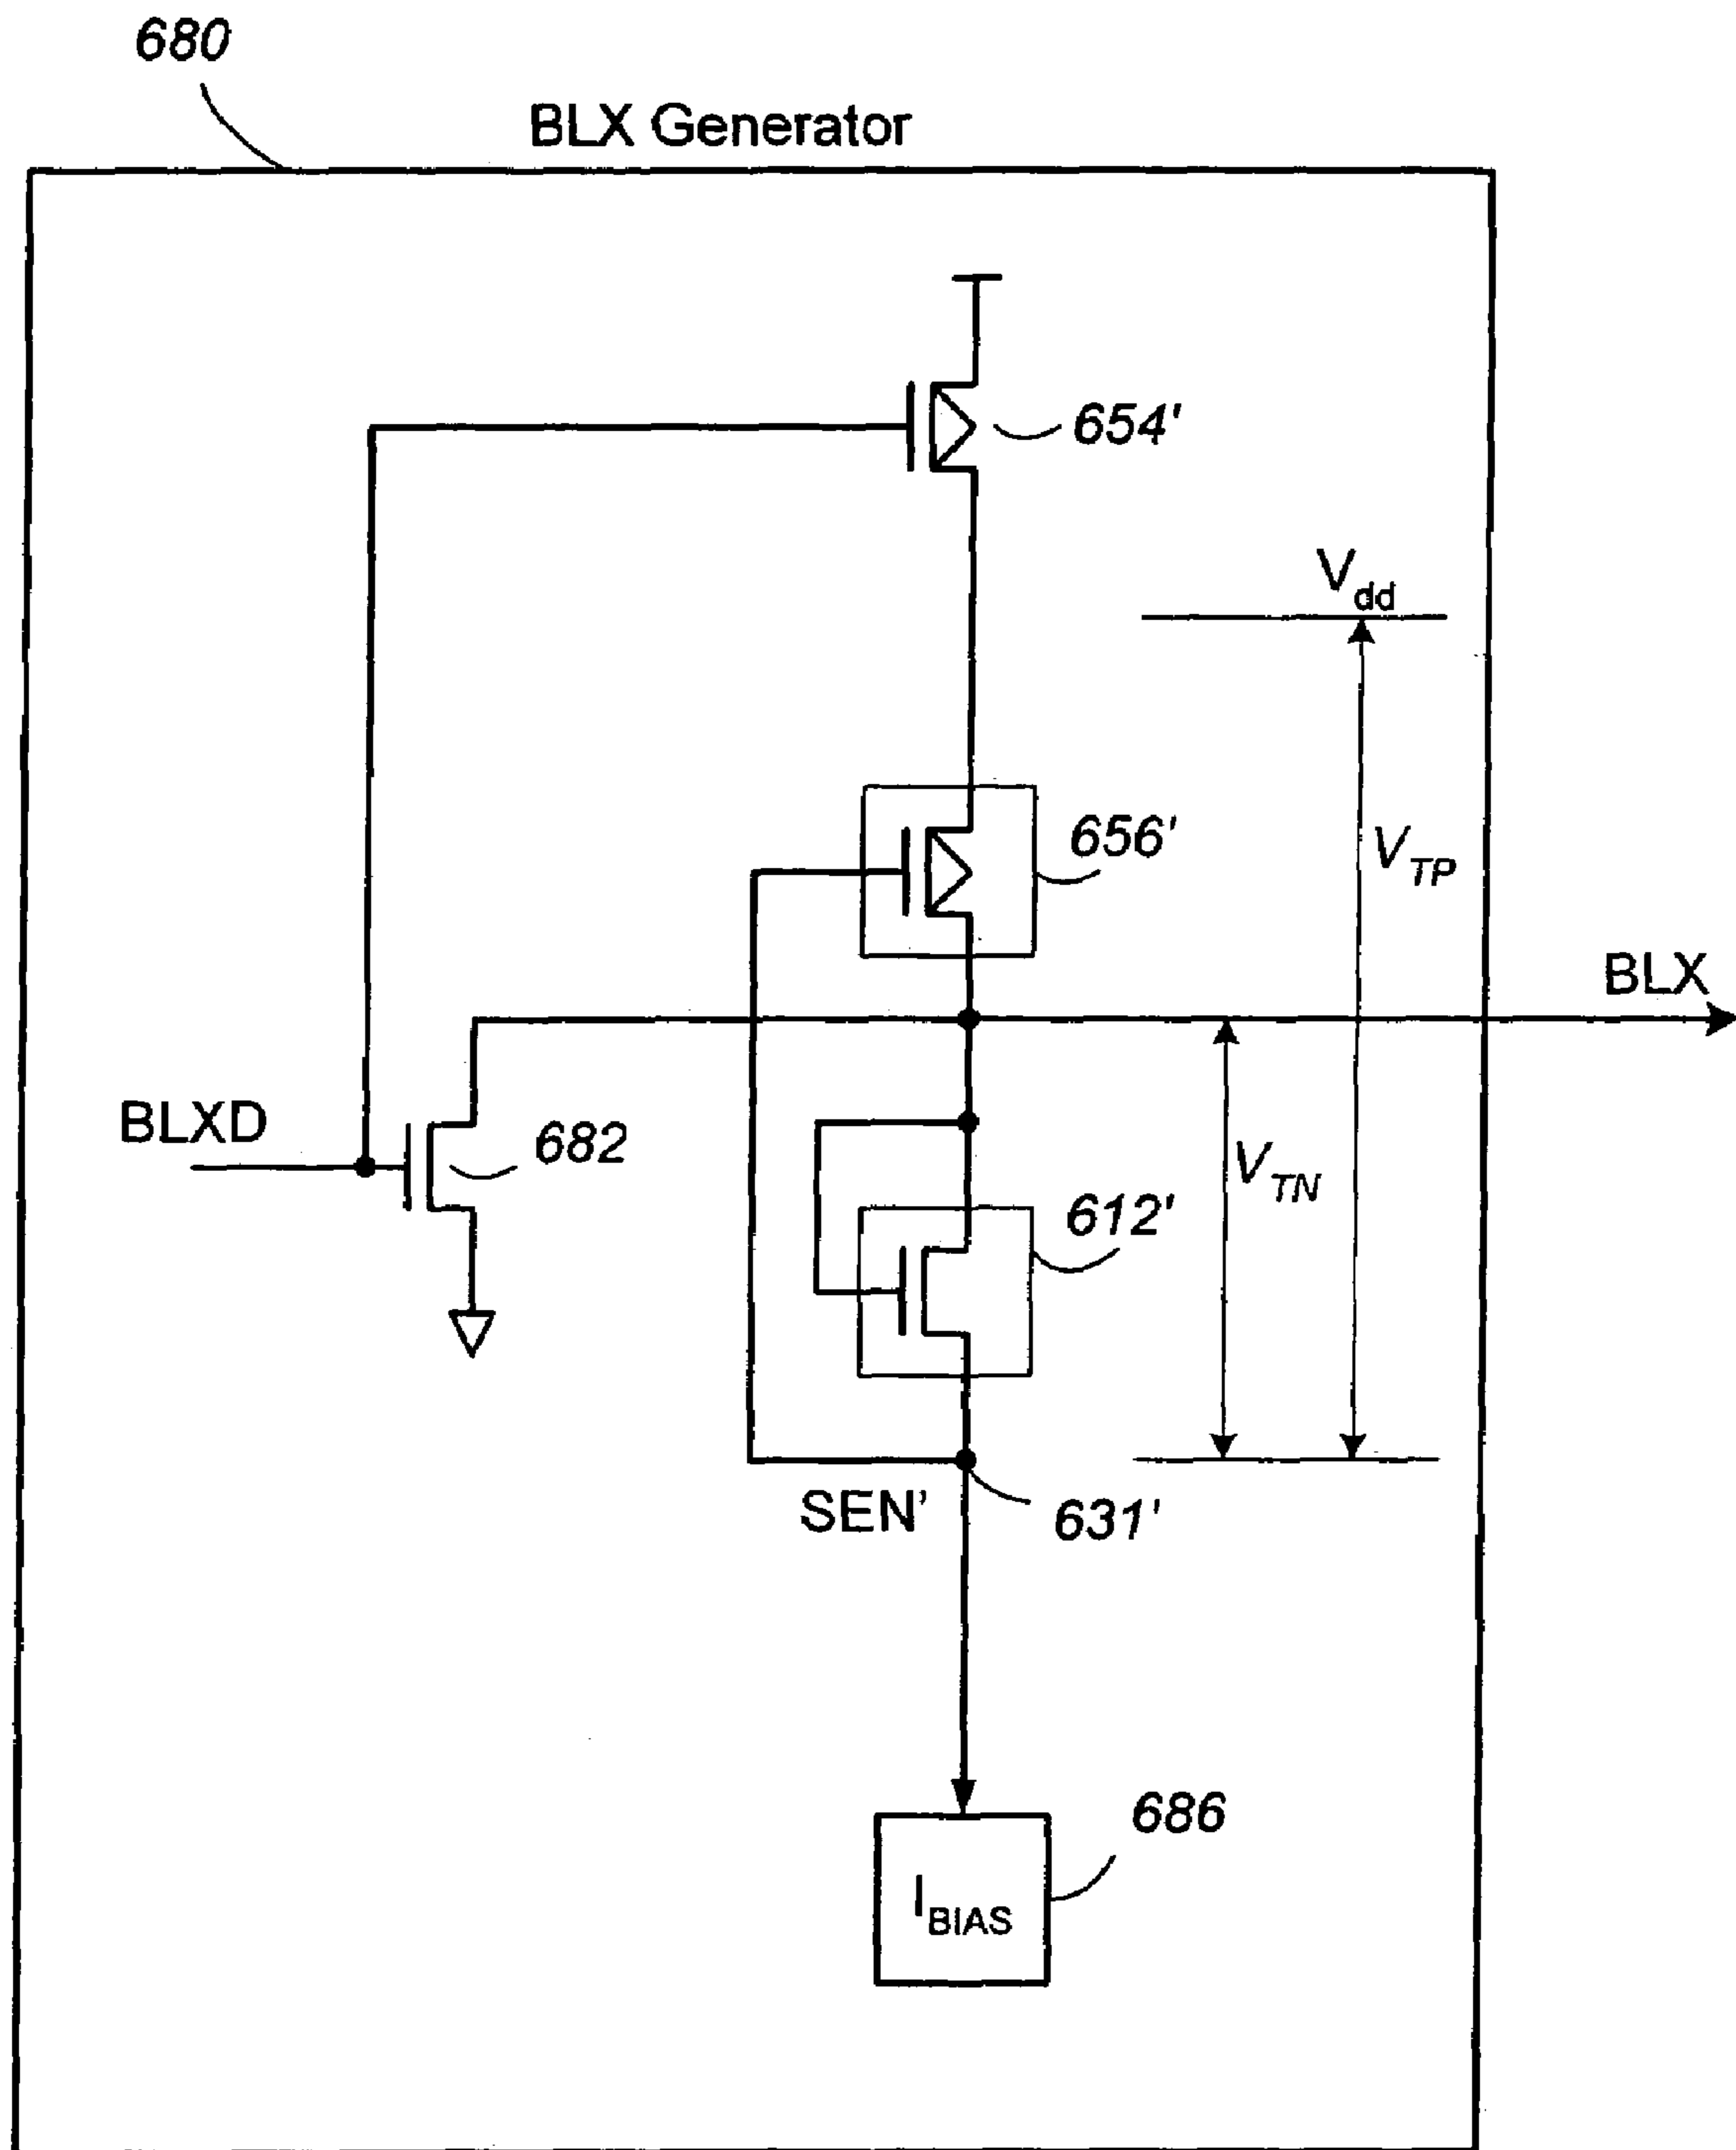 680
BLX Generator
654'
Vdd
656'
VTP
BLX
BLXD
682
VTN
612'
SEN'
631'
686
IBIAS